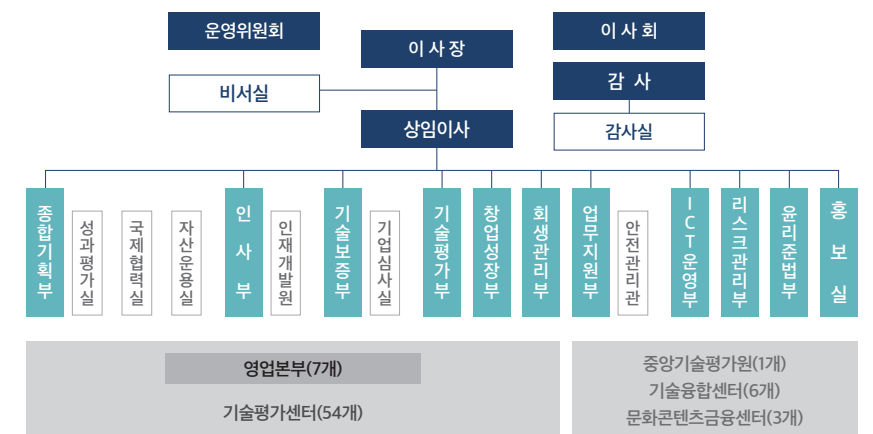 운영위원회
이 사 장
이 사 회
비서실
감 사
상임이사
감사실
종합기획부
성과평가실
국제협력실
자산운용실
인 사 부
인재개발원
기술보증부
기업심사실
기술평가부
창업성장부
회생관리부
업무지원부
안전관리관
ICT운영부
리스크관리부
윤리준법부
홍 보 실
영업본부(7개)
기술평가센터(54개)
중앙기술평가원(1개)
기술융합센터(6개)
문화콘텐츠금융센터(3개)